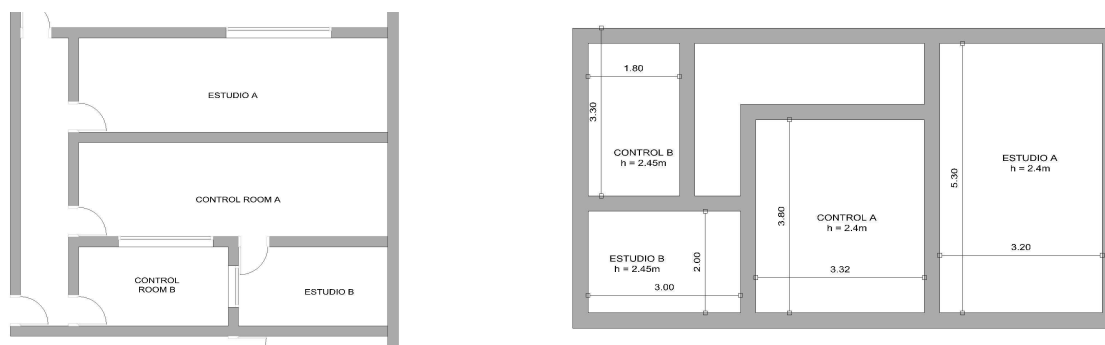 ESTUDIO A
CONTROL ROOM A
CONTROL
ROOM B
ESTUDIO B
1.80
3.30
CONTROL B
h = 2.45m
ESTUDIO B
h = 2.45m
2.00
3.00
3.80
CONTROL A
h = 2.4m
3.32
5.30
ESTUDIO A
h = 2.4m
3.20